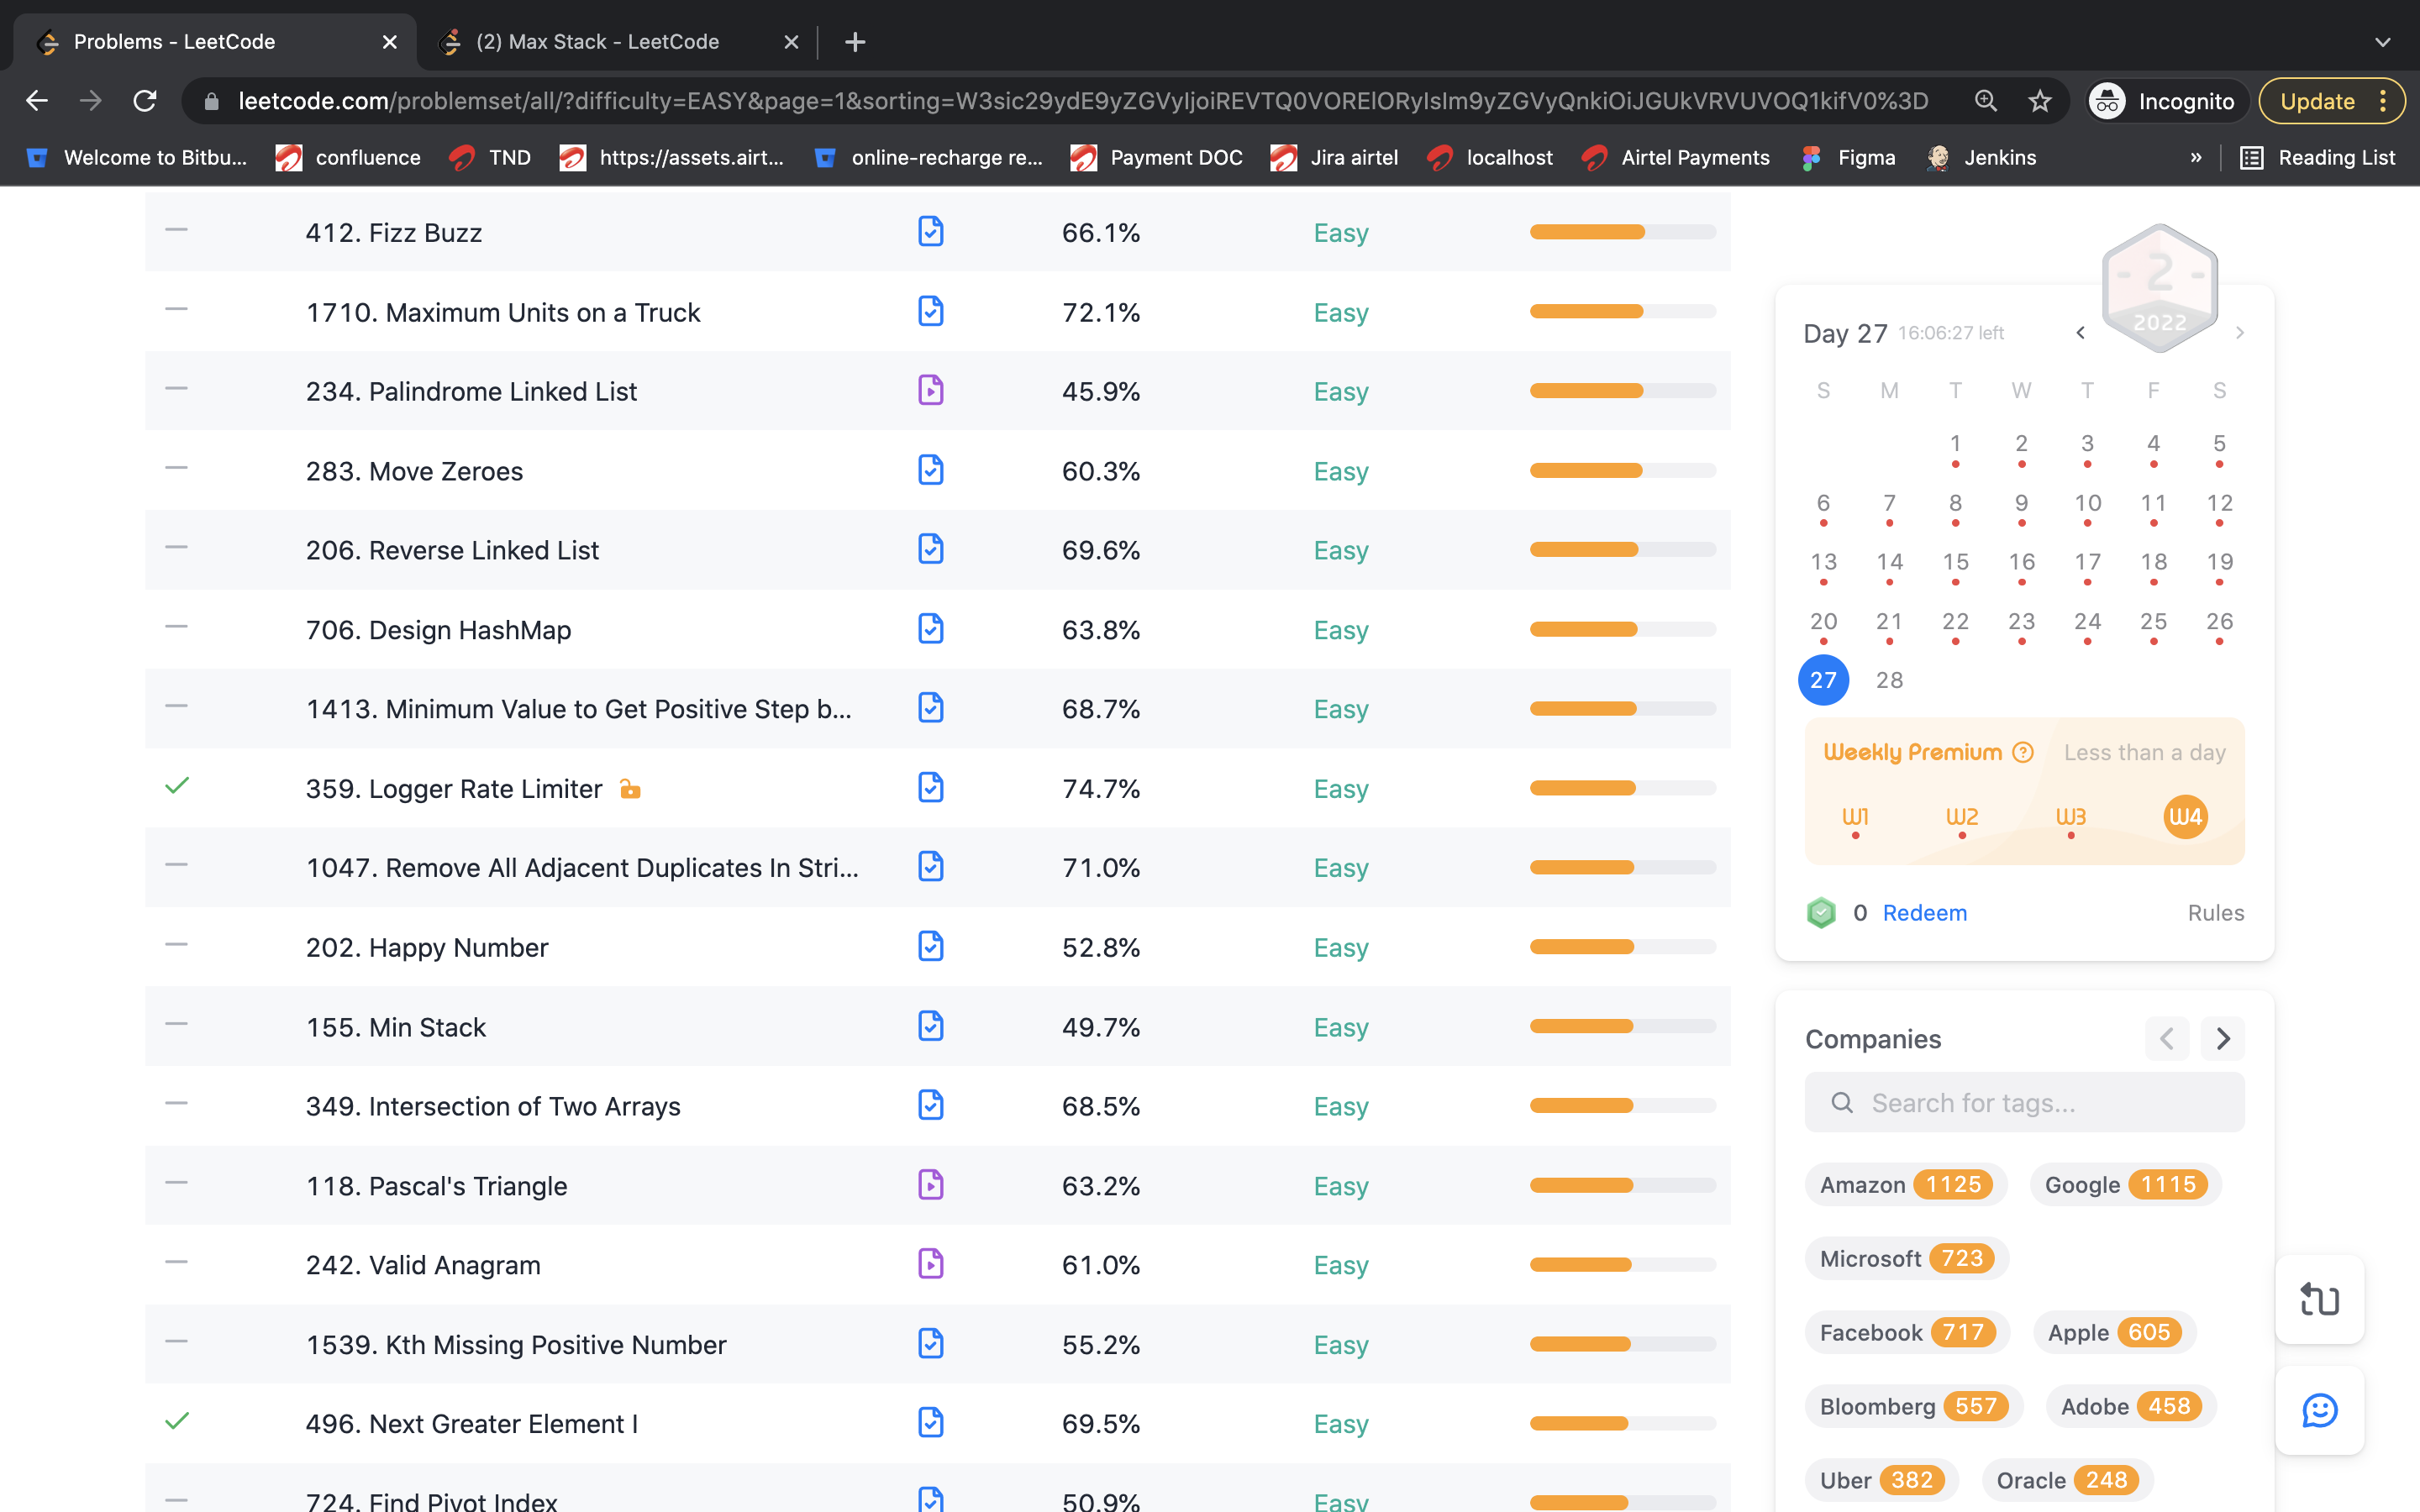 Problems - LeetCode
(2) Max Stack - LeetCode
leetcode.com/problemset/all/?difficulty=EASY&page=1&sorting=W3sic29ydE9yZGVyIjoiREVTQ0VORElORyIsIm9yZGVyQnkiOiJGUkVRVUVOQ1kifV0%3D
Incognito
Update
Welcome to Bitbu...
confluence
TND
https://assets.airt...
online-recharge re...
Payment DOC
Jira airtel
localhost
Airtel Payments
Figma
Jenkins
»
Reading List
412. Fizz Buzz 66.1% Easy
1710. Maximum Units on a Truck 72.1% Easy
234. Palindrome Linked List 45.9% Easy
283. Move Zeroes 60.3% Easy
206. Reverse Linked List 69.6% Easy
706. Design HashMap 63.8% Easy
1413. Minimum Value to Get Positive Step b... 68.7% Easy
359. Logger Rate Limiter 74.7% Easy
1047. Remove All Adjacent Duplicates In Stri... 71.0% Easy
202. Happy Number 52.8% Easy
155. Min Stack 49.7% Easy
349. Intersection of Two Arrays 68.5% Easy
118. Pascal's Triangle 63.2% Easy
242. Valid Anagram 61.0% Easy
1539. Kth Missing Positive Number 55.2% Easy
496. Next Greater Element I 69.5% Easy
724. Find Pivot Index 50.9% Easy
- 2 -
2022
Day 27 16:06:27 left
S M T W T F S
1 2 3 4 5
6 7 8 9 10 11 12
13 14 15 16 17 18 19
20 21 22 23 24 25 26
27 28
Weekly Premium ? Less than a day
W1 W2 W3 W4
0 Redeem Rules
Companies
Search for tags...
Amazon 1125 Google 1115
Microsoft 723
Facebook 717 Apple 605
Bloomberg 557 Adobe 458
Uber 382 Oracle 248